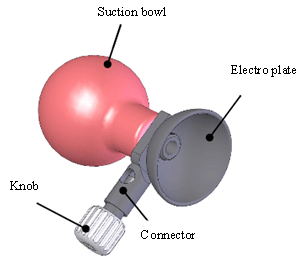 Suction bowl
Electro plate
Knob
Connector